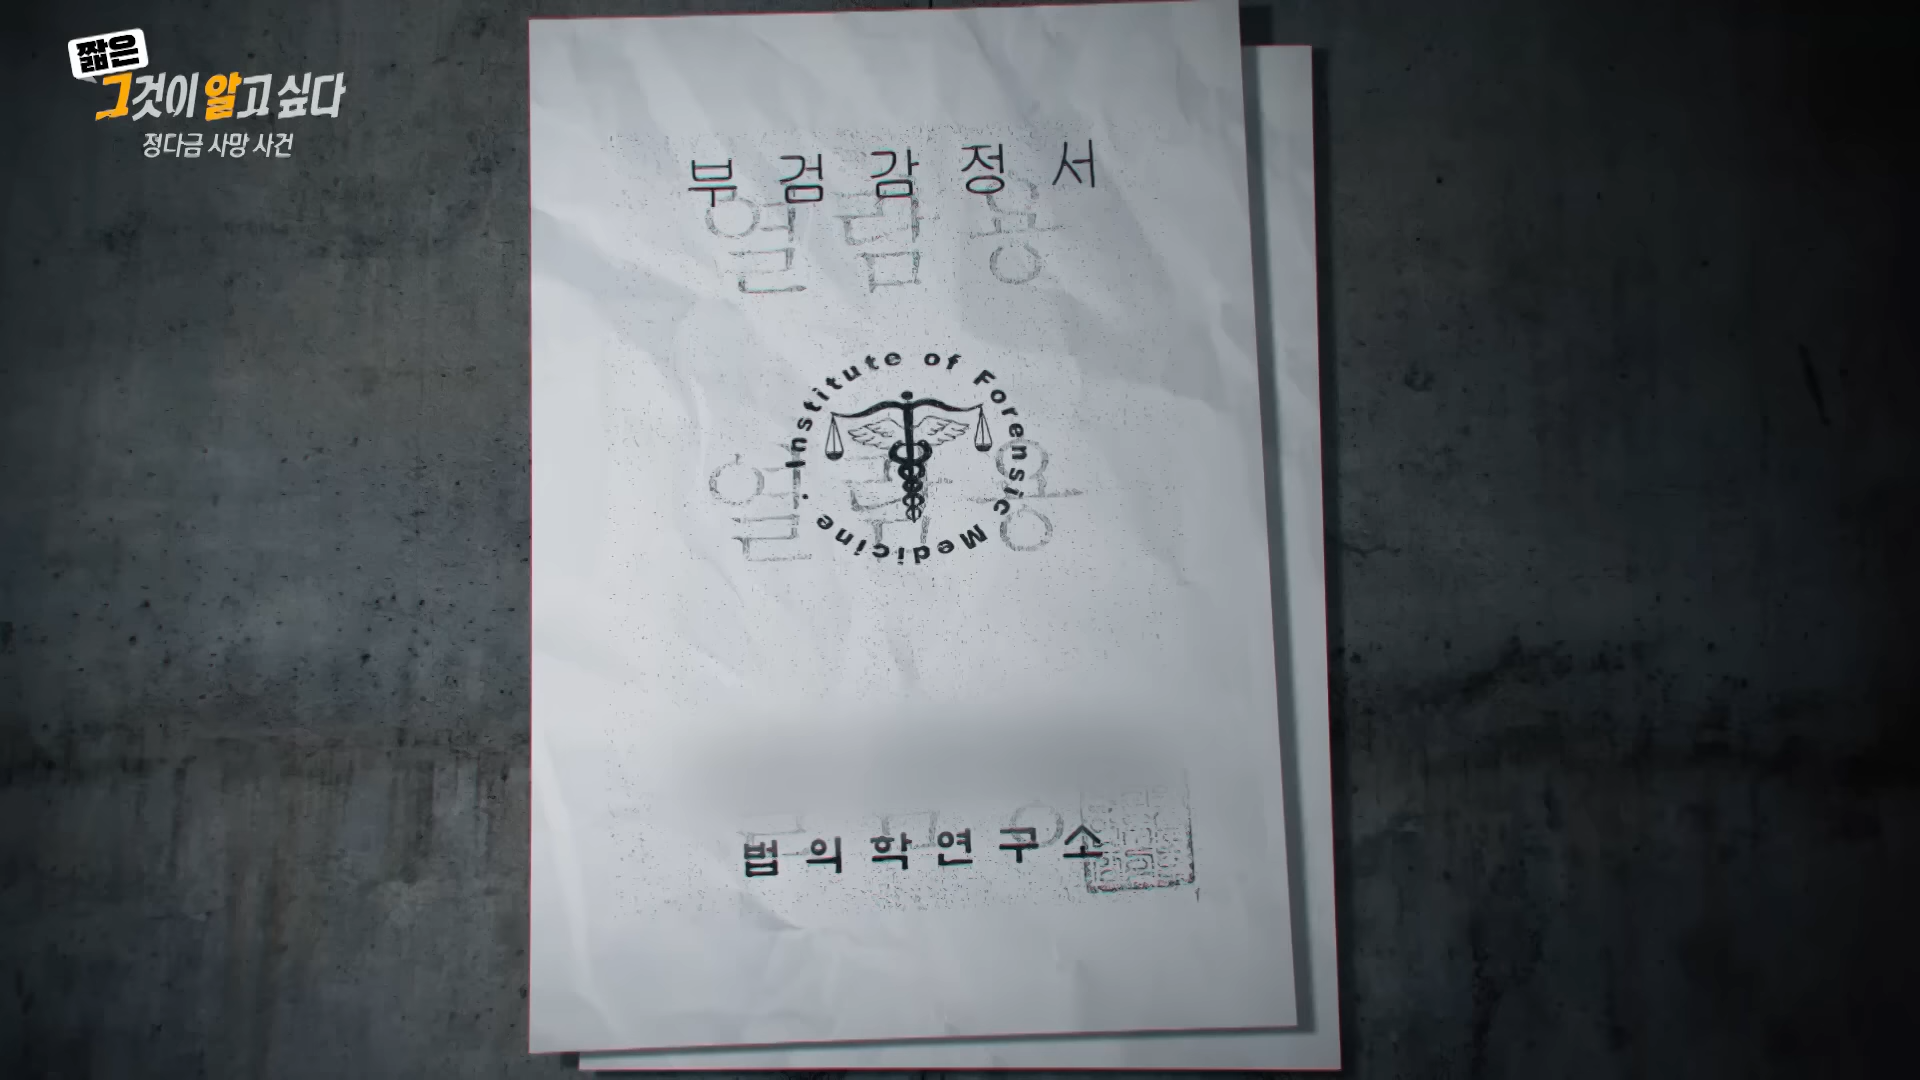 짧은
그것이 알고 싶다
정다금 사망 사건
부 검 감 정 서
열 람 용
Institute of Forensic Medicine
열 람 용
법 의 학 연 구 소